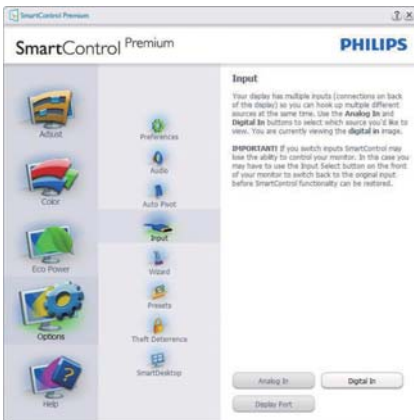 SmartControl Premium
SmartControl Premium
PHILIPS
Adjust
Color
Eco Power
Options
Help
Preferences
Audio
Auto Pivot
Input
Wizard
Presets
Theft Deterrence
SmartDesktop
Input
Your display has multiple inputs (connections on back
of the display) so you can hook up multiple different
sources at the same time. Use the Analog In and
Digital In buttons to select which source you'd like to
view. You are currently viewing the digital in image.
IMPORTANT! If you switch inputs SmartControl may
lose the ability to control your monitor. In the case you
may have to use the Input Select button on the front
of your monitor to switch back to the original input
before SmartControl functionality can be restored.
Analog In
Digital In
Display Port